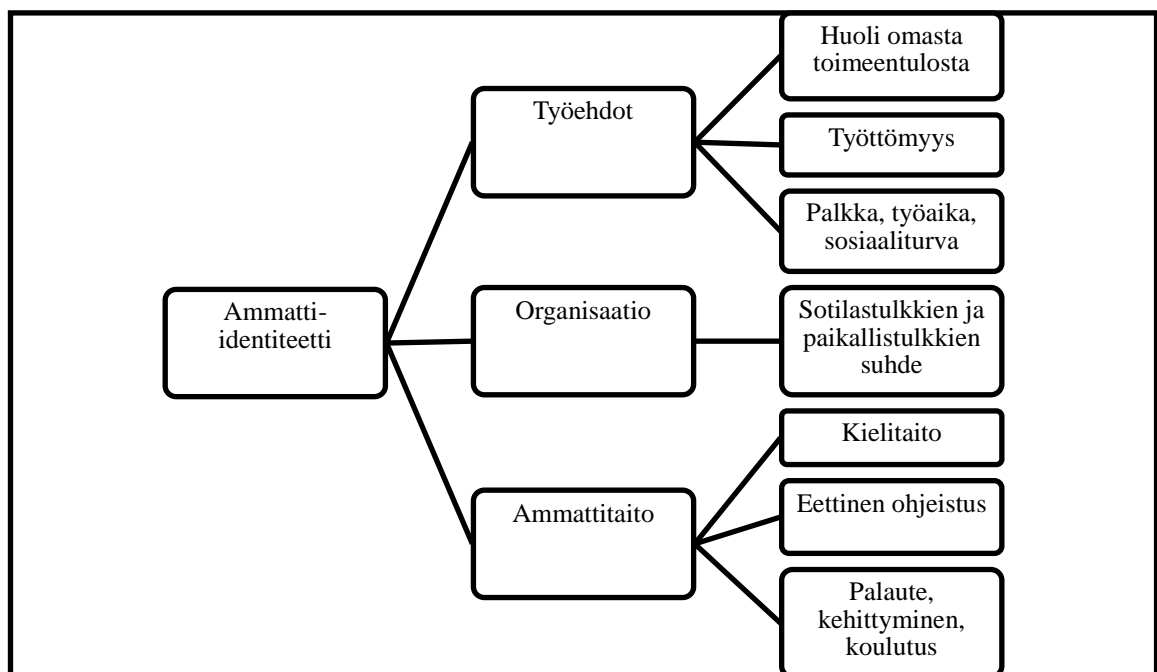 Ammatti-
identiteetti
Työehdot
Huoli omasta
toimeentulosta
Työttömyys
Palkka, työaika,
sosiaaliturva
Organisaatio
Sotilastulkkien ja
paikallistulkkien
suhde
Ammattitaito
Kielitaito
Eettinen ohjeistus
Palaute,
kehittyminen,
koulutus